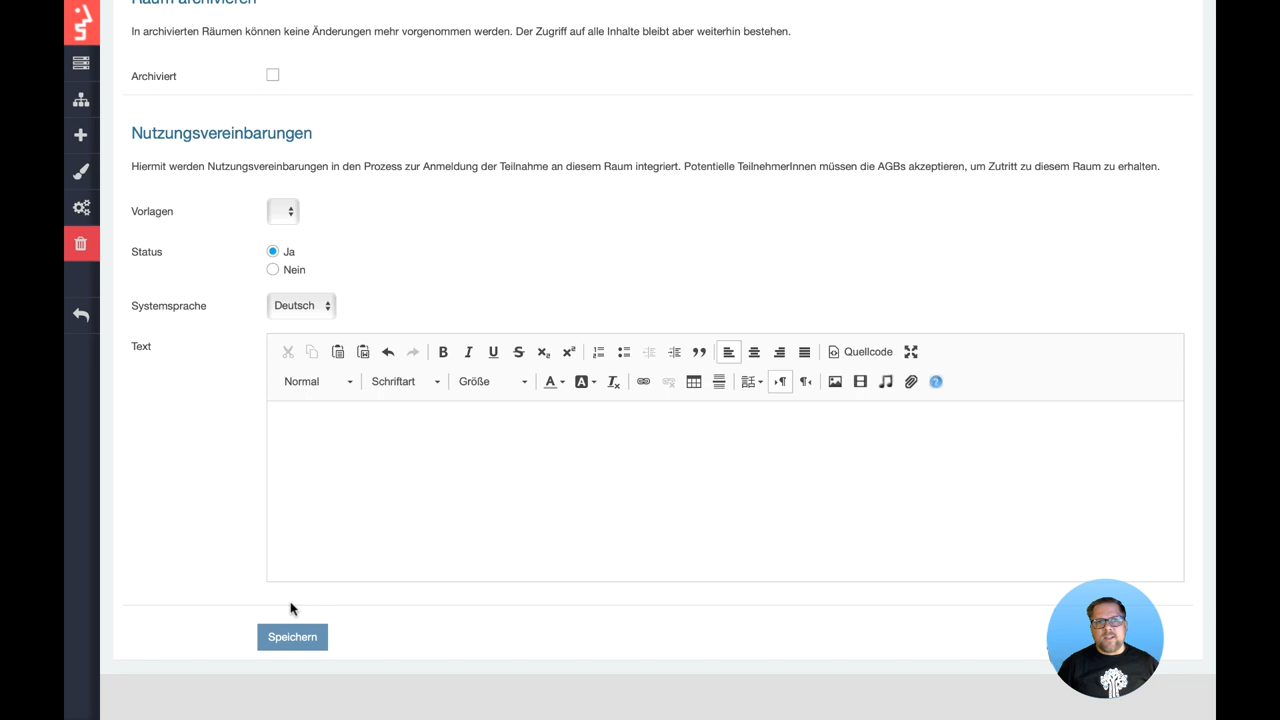 Raum archivieren
In archivierten Räumen können keine Änderungen mehr vorgenommen werden. Der Zugriff auf alle Inhalte bleibt aber weiterhin bestehen.
Archiviert
Nutzungsvereinbarungen
Hiermit werden Nutzungsvereinbarungen in den Prozess zur Anmeldung der Teilnahme an diesem Raum integriert. Potentielle TeilnehmerInnen müssen die AGBs akzeptieren, um Zutritt zu diesem Raum zu erhalten.
Vorlagen
Status
Ja
Nein
Systemsprache
Deutsch
Text
Quellcode
Normal
Schriftart
Größe
Speichern